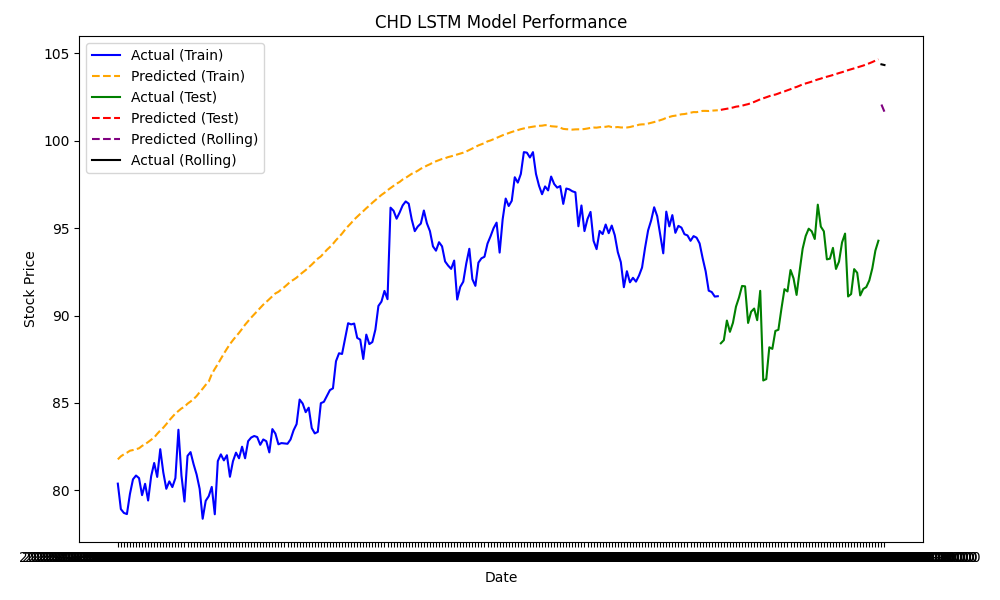 CHD LSTM Model Performance
Actual (Train)
Predicted (Train)
Actual (Test)
Predicted (Test)
Predicted (Rolling)
Actual (Rolling)
105
100
95
90
85
80
Stock Price
Date